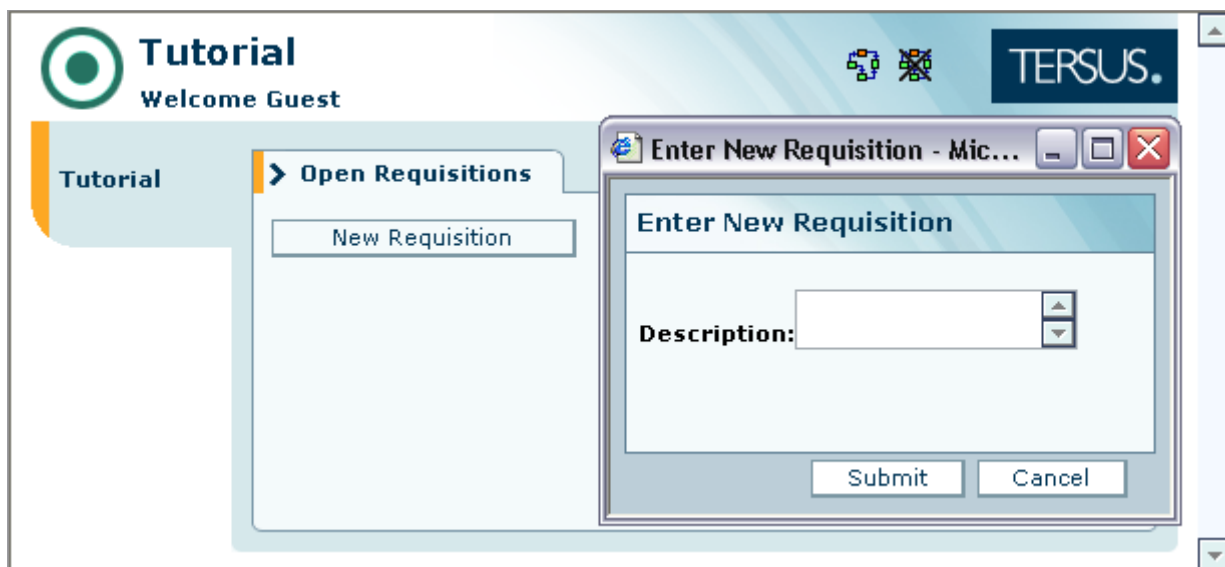 Tutorial
Welcome Guest
TERSUS.
Tutorial
Open Requisitions
New Requisition
Enter New Requisition - Mic...
Enter New Requisition
Description:
Submit
Cancel